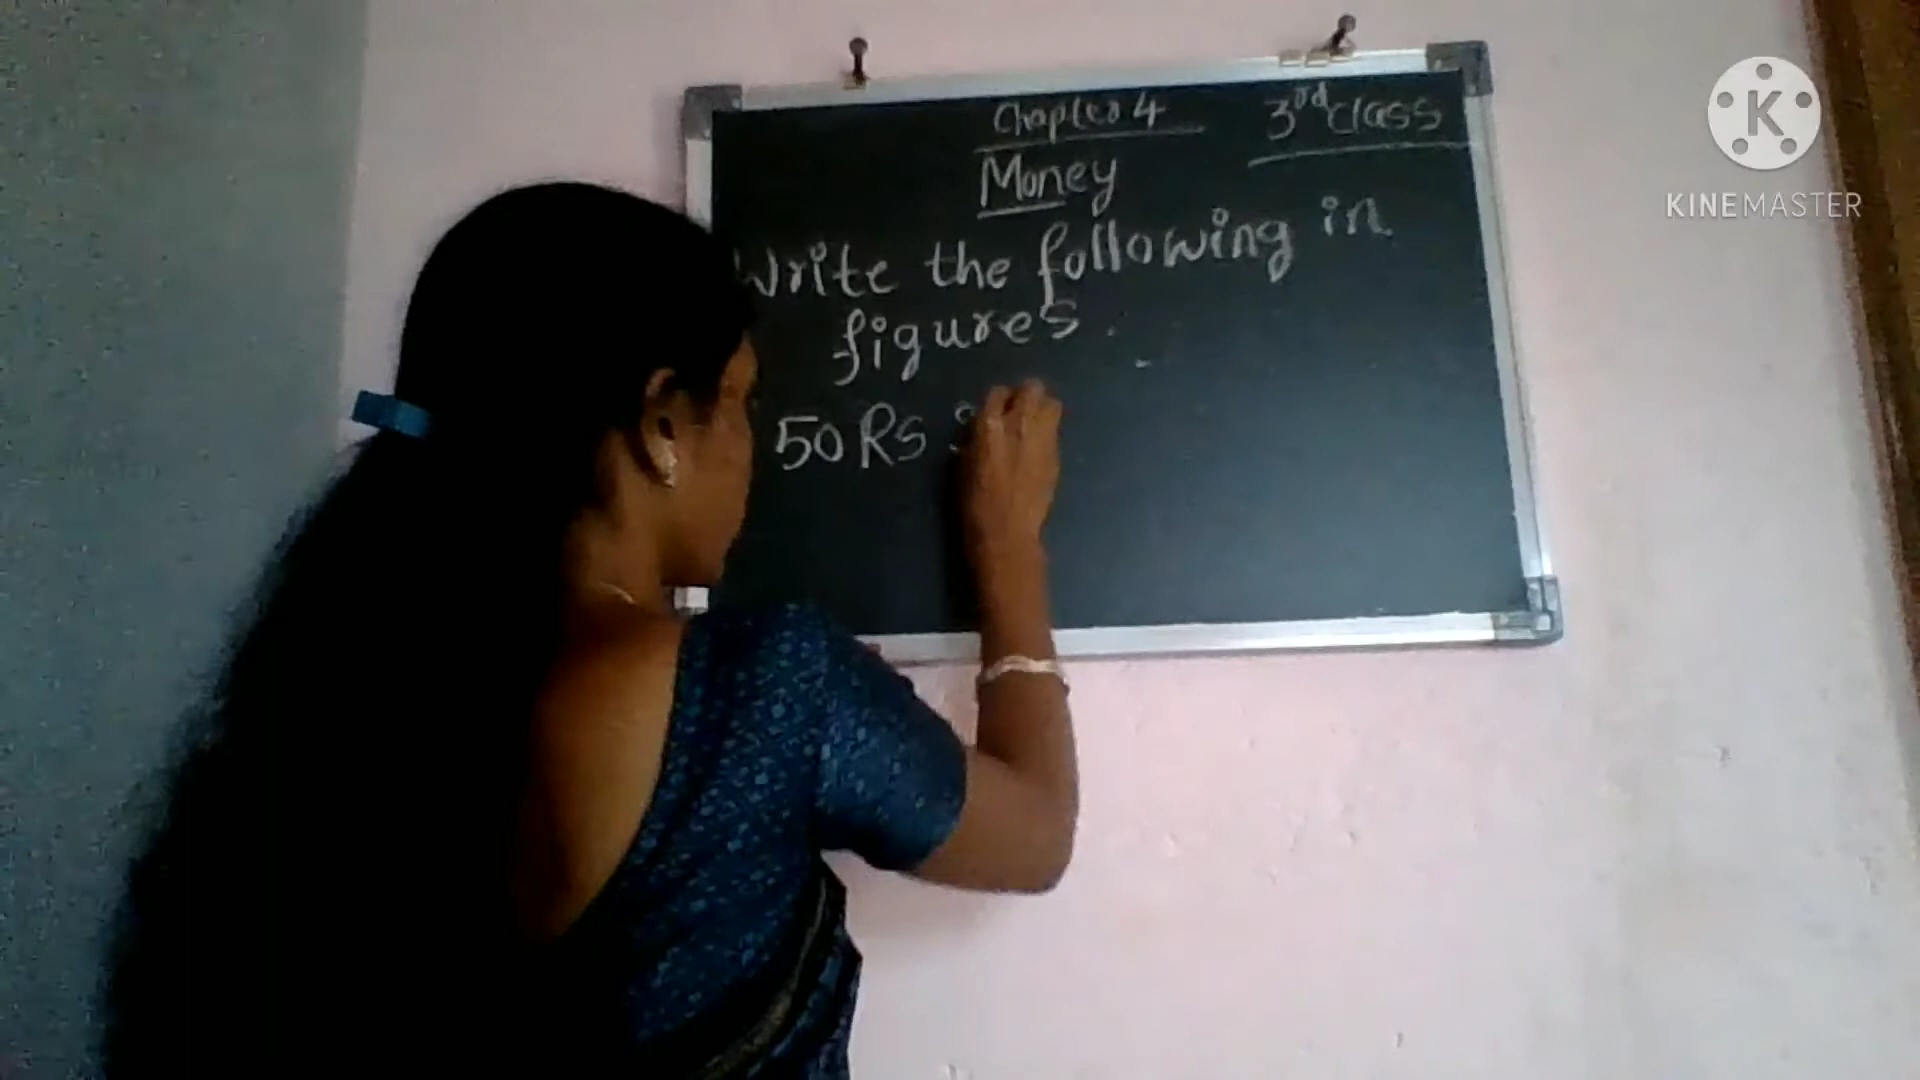 Chapter 4
3rd class
Money
Write the following in
figures.
50 Rs
K
KINEMASTER